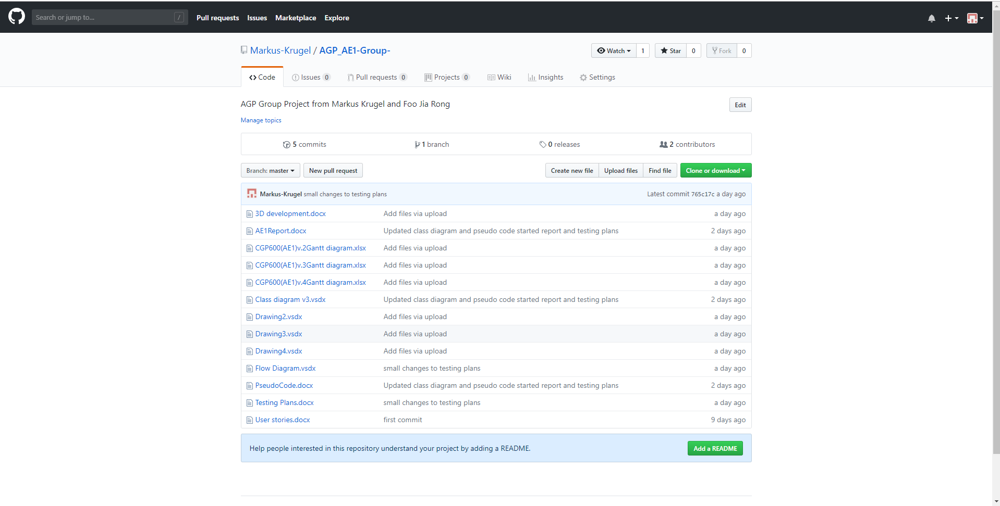 Search or jump to... / Pull requests Issues Marketplace Explore
Markus-Krugel / AGP_AE1-Group- Watch 1 Star 0 Fork 0
Code Issues 0 Pull requests 0 Projects 0 Wiki Insights Settings
AGP Group Project from Markus Krugel and Foo Jia Rong Edit
Manage topics
5 commits 1 branch 0 releases 2 contributors
Branch: master New pull request Create new file Upload files Find file Clone or download
Markus-Krugel small changes to testing plans Latest commit 765c17c a day ago
3D development.docx Add files via upload a day ago
AE1Report.docx Updated class diagram and pseudo code started report and testing plans 2 days ago
CGP600(AE1)v.2Gantt diagram.xlsx Add files via upload a day ago
CGP600(AE1)v.3Gantt diagram.xlsx Add files via upload a day ago
CGP600(AE1)v.4Gantt diagram.xlsx Add files via upload a day ago
Class diagram v3.vsdx Updated class diagram and pseudo code started report and testing plans 2 days ago
Drawing2.vsdx Add files via upload a day ago
Drawing3.vsdx Add files via upload a day ago
Drawing4.vsdx Add files via upload a day ago
Flow Diagram.vsdx small changes to testing plans a day ago
PseudoCode.docx Updated class diagram and pseudo code started report and testing plans 2 days ago
Testing Plans.docx small changes to testing plans a day ago
User stories.docx first commit 9 days ago
Help people interested in this repository understand your project by adding a README. Add a README